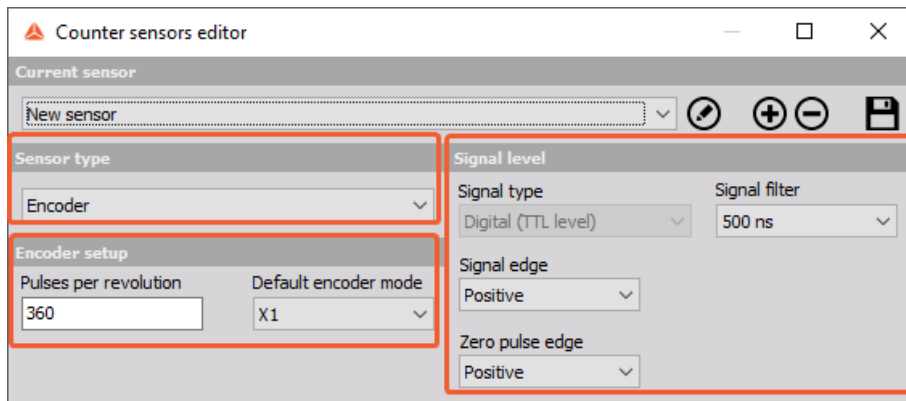 Counter sensors editor
Current sensor
New sensor
Sensor type
Encoder
Encoder setup
Pulses per revolution
Default encoder mode
360
X1
Signal level
Signal type
Signal filter
Digital (TTL level)
500 ns
Signal edge
Positive
Zero pulse edge
Positive